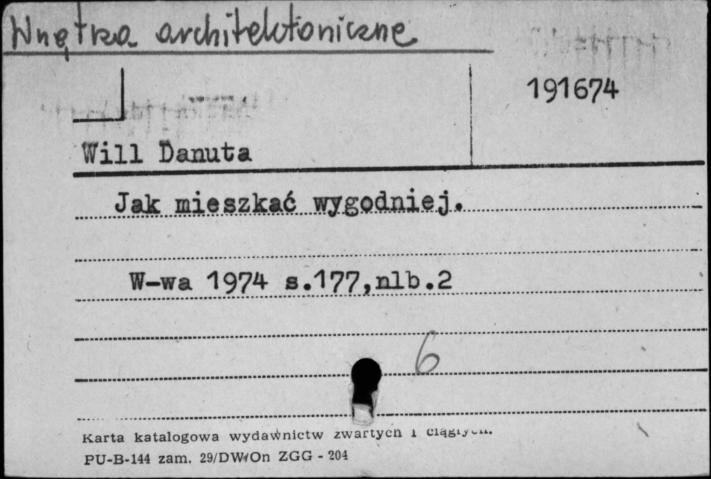 Wnętrza architektoniczne
191674
Will Danuta
Jak mieszkać wygodniej.
W-wa 1974 s.177,nlb.2
6
Karta katalogowa wydawnictw zwartych i ciągłych.
PU-B-144 zam. 29/DW/On ZGG - 204